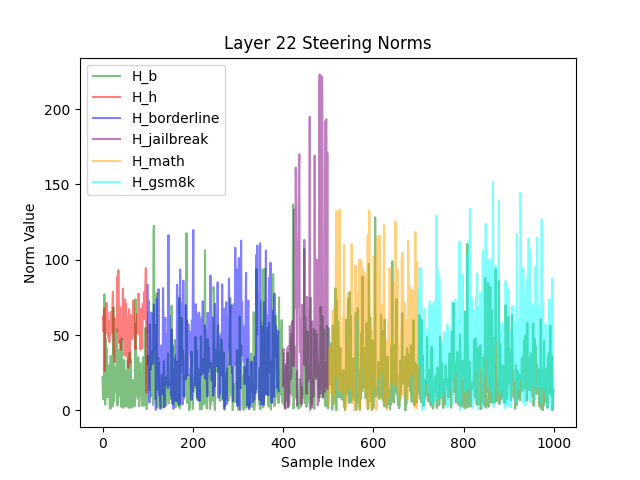 Layer 22 Steering Norms
H_b
H_h
H_borderline
H_jailbreak
H_math
H_gsm8k
Norm Value
200
150
100
50
0
0 200 400 600 800 1000
Sample Index